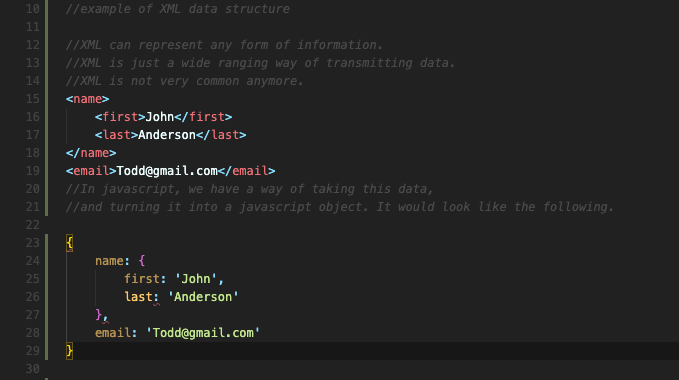 10 //example of XML data structure
11
12 //XML can represent any form of information.
13 //XML is just a wide ranging way of transmitting data.
14 //XML is not very common anymore.
15 <name>
16     <first>John</first>
17     <last>Anderson</last>
18 </name>
19 <email>Todd@gmail.com</email>
20 //In javascript, we have a way of taking this data,
21 //and turning it into a javascript object. It would look like the following.
22
23 {
24     name: {
25         first: 'John',
26         last: 'Anderson'
27     },
28     email: 'Todd@gmail.com'
29 }
30